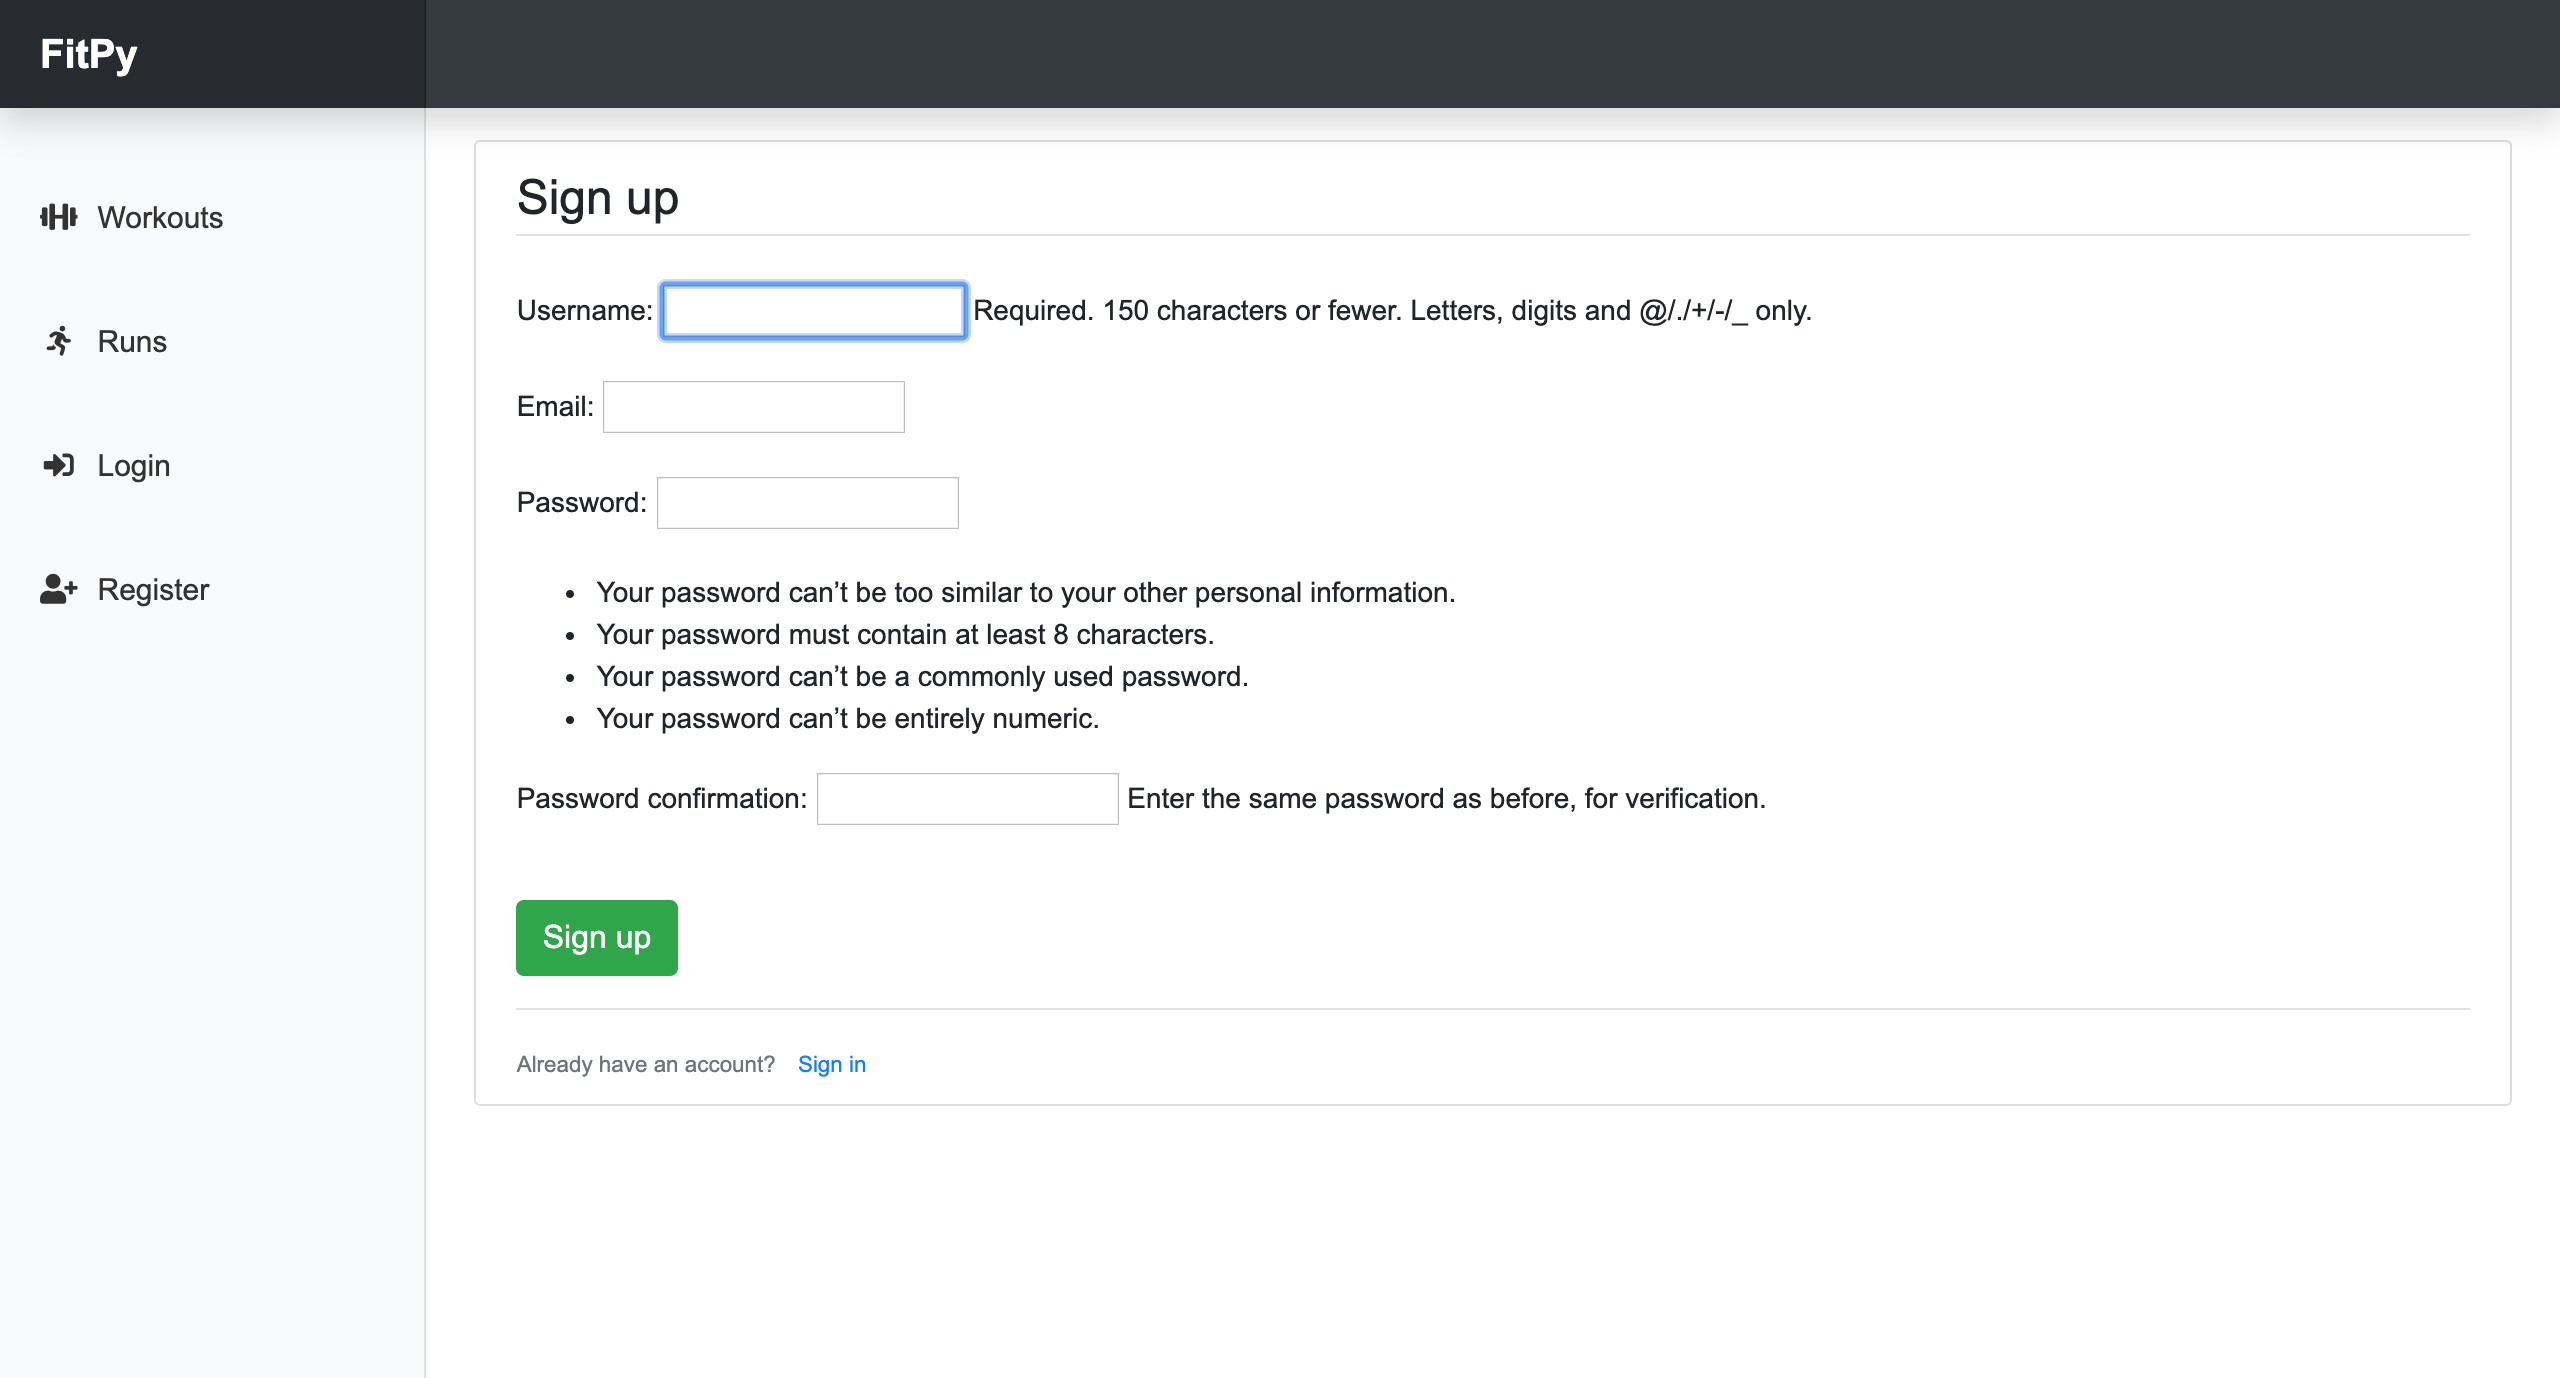 FitPy
Workouts
Runs
Login
Register
Sign up
Username: Required. 150 characters or fewer. Letters, digits and @/./+/-/_ only.
Email:
Password:
• Your password can’t be too similar to your other personal information.
• Your password must contain at least 8 characters.
• Your password can’t be a commonly used password.
• Your password can’t be entirely numeric.
Password confirmation: Enter the same password as before, for verification.
Sign up
Already have an account? Sign in